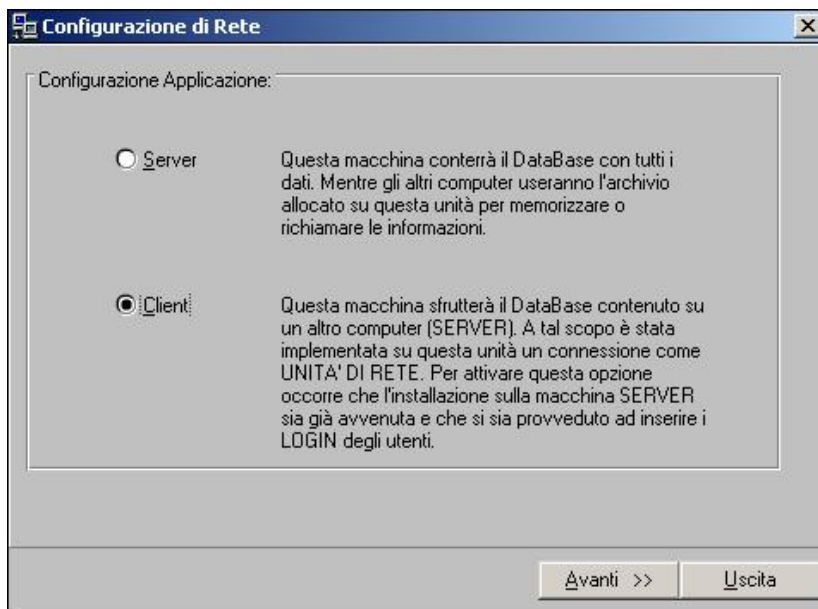 Configurazione di Rete
Configurazione Applicazione:
Server
Questa macchina conterrà il DataBase con tutti i
dati. Mentre gli altri computer useranno l'archivio
allocato su questa unità per memorizzare o
richiamare le informazioni.
Client
Questa macchina sfrutterà il DataBase contenuto su
un altro computer (SERVER). A tal scopo è stata
implementata su questa unità un connessione come
UNITA' DI RETE. Per attivare questa opzione
occorre che l'installazione sulla macchina SERVER
sia già avvenuta e che si sia provveduto ad inserire i
LOGIN degli utenti.
Avanti >>
Uscita